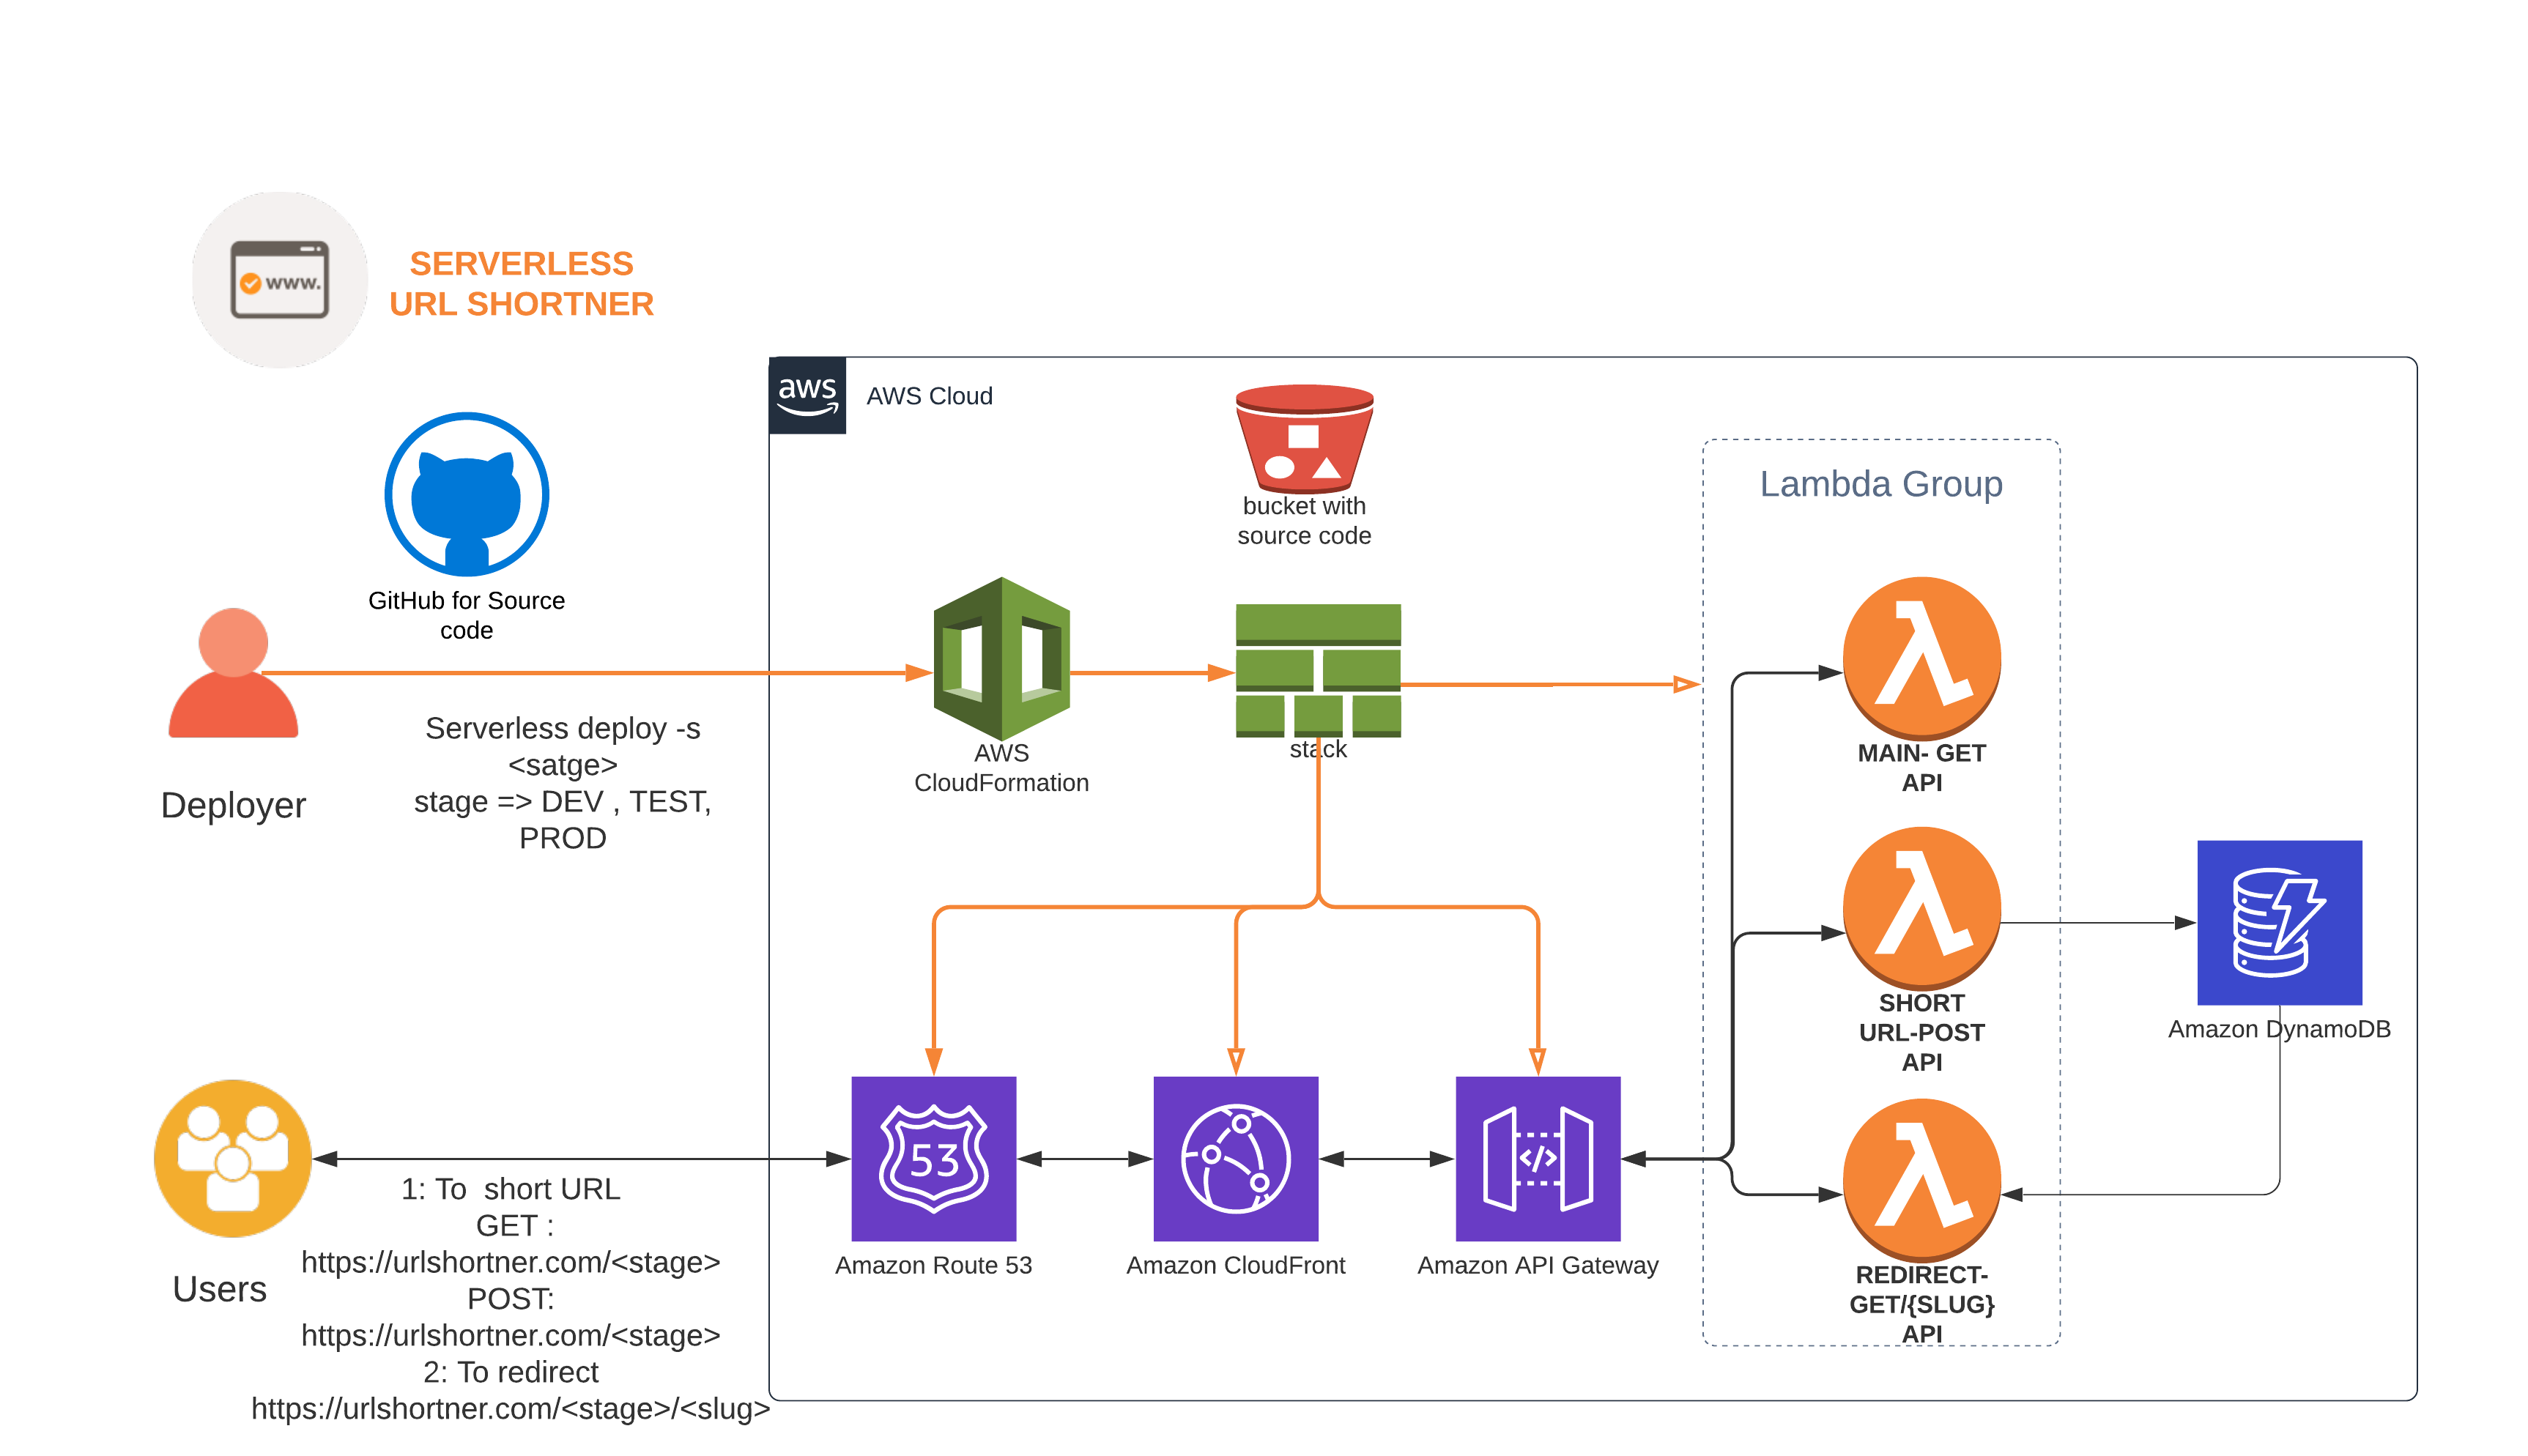 SERVERLESS
URL SHORTNER
www.
aws
AWS Cloud
bucket with
source code
Lambda Group
GitHub for Source
code
Deployer
Serverless deploy -s
<satge>
stage => DEV , TEST,
PROD
AWS
CloudFormation
stack
MAIN- GET
API
SHORT
URL-POST
API
Amazon DynamoDB
REDIRECT-
GET/{SLUG}
API
Users
1: To  short URL
GET :
https://urlshortner.com/<stage>
POST:
https://urlshortner.com/<stage>
2: To redirect
https://urlshortner.com/<stage>/<slug>
53
Amazon Route 53
Amazon CloudFront
</>
Amazon API Gateway